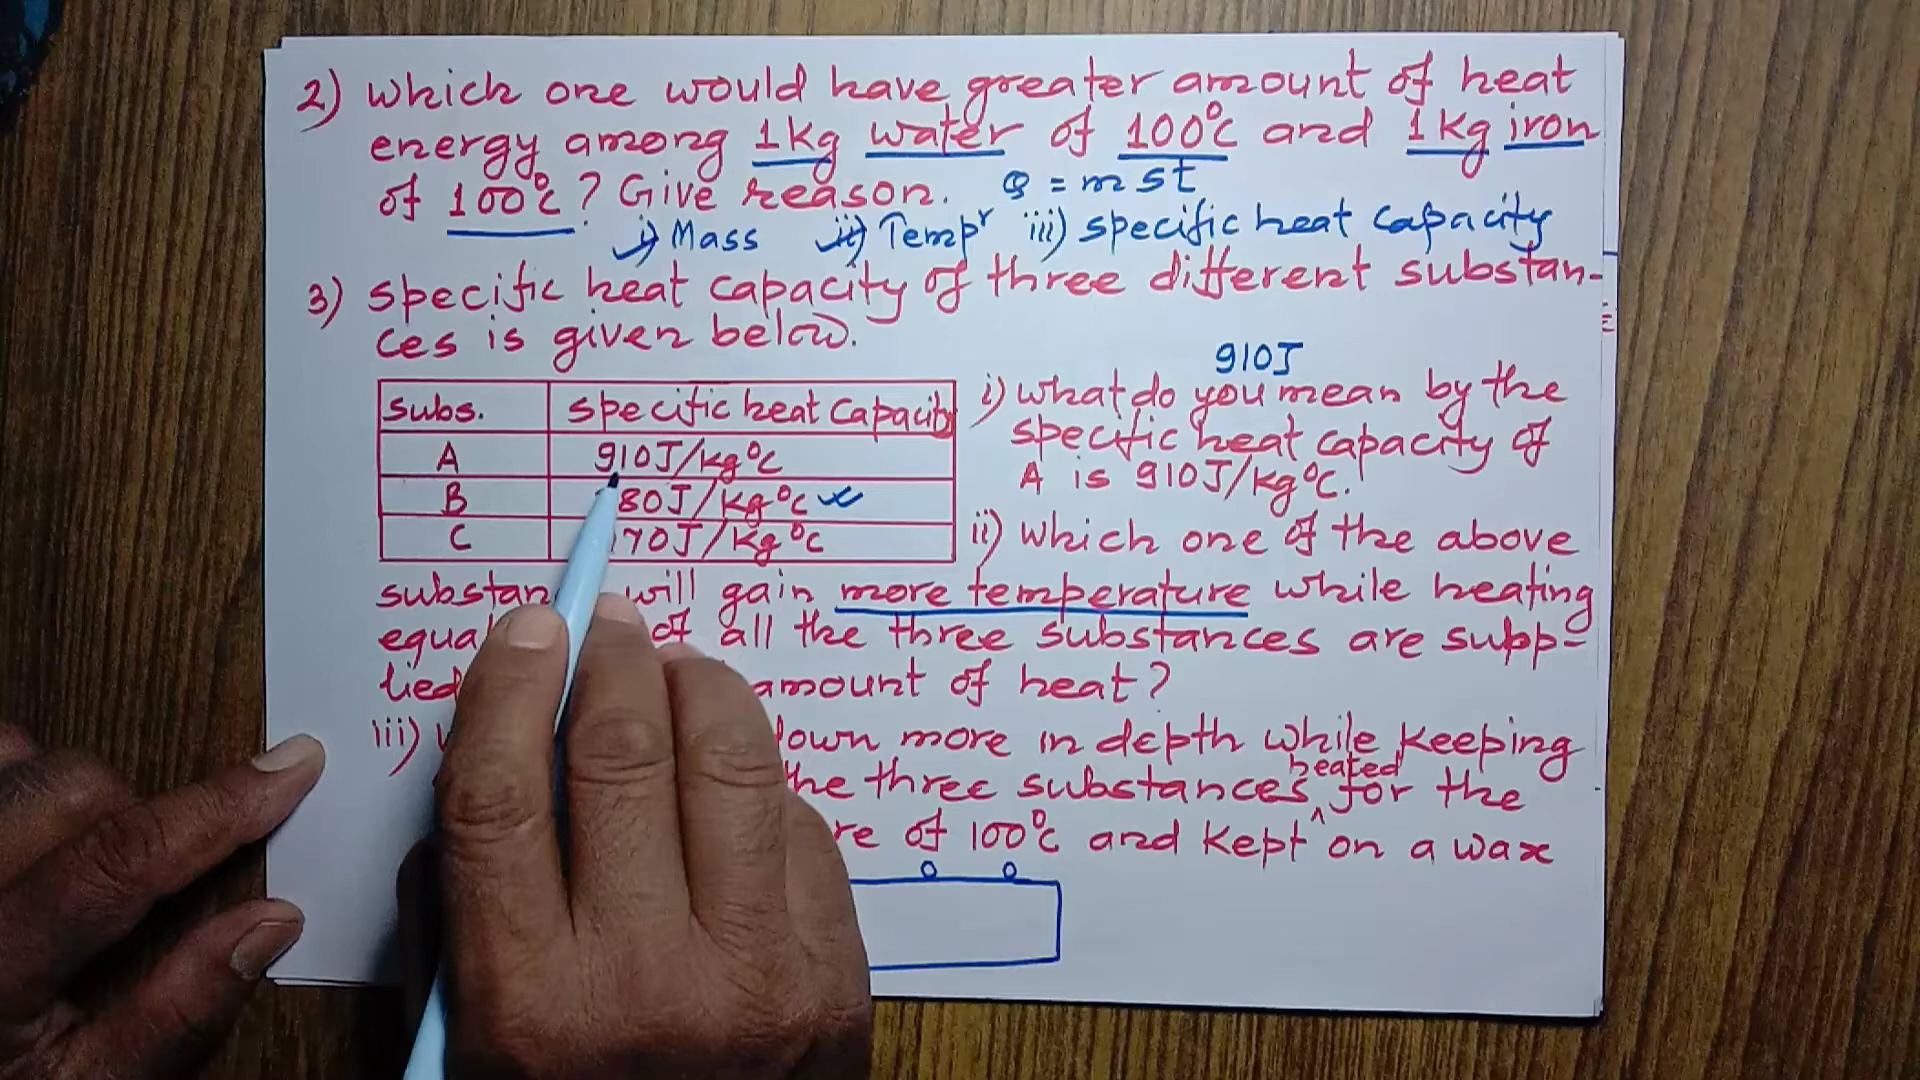 2) which one would have greater amount of heat
energy among 1kg water of 100°C and 1kg iron
of 100°C? Give reason. Q = mst
i) Mass ii) Tempr iii) specific heat capacity
3) specific heat capacity of three different substan-
ces is given below.
910J
Subs. specific heat capacity
A 910J/kg°C
B 80J/kg°C
C 70J/kg°C
i) what do you mean by the
specific heat capacity of
A is 910J/kg°C.
ii) which one of the above
substan will gain more temperature while heating
equal of all the three substances are supp-
lied amount of heat?
iii) down more in depth while keeping
the three substances heated for the
re of 100°C and kept on a wax